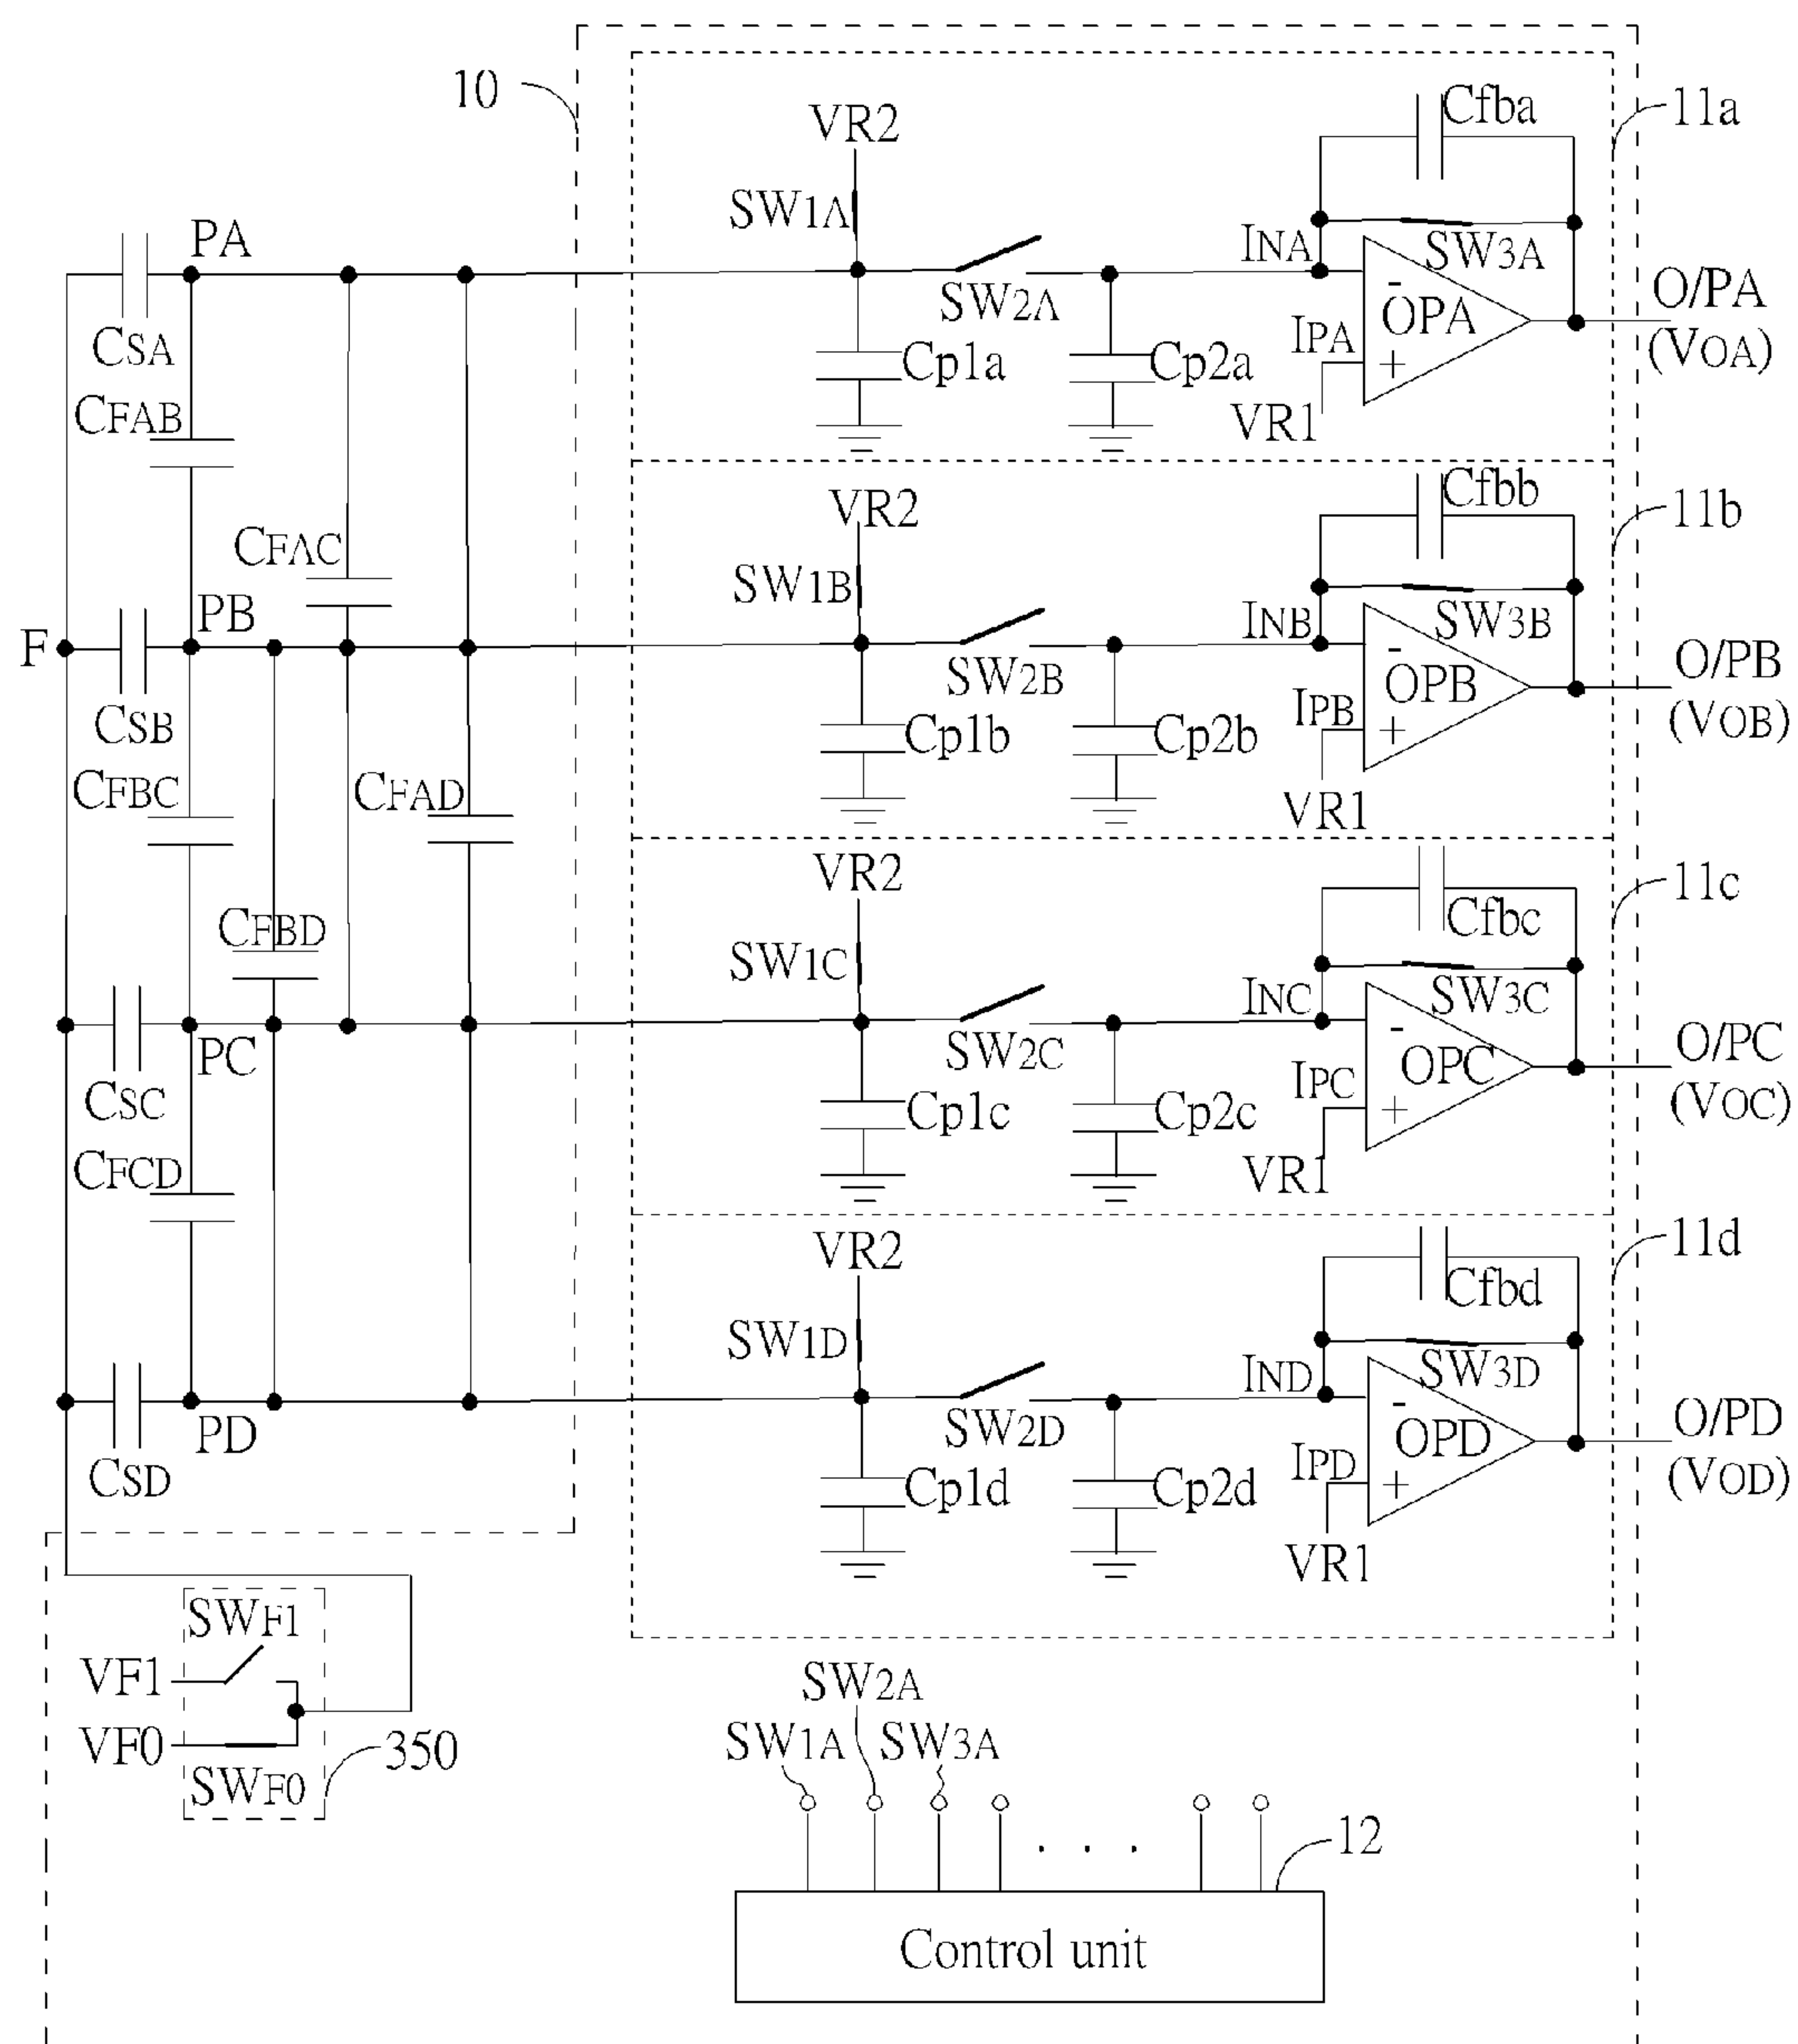 10
11a
VR2
Cfba
SW1A
INA
SW3A
PA
SW2A
OPA
-
+
O/PA
(VOA)
CSA
Cp1a
Cp2a
IPA
VR1
CFAB
11b
VR2
Cfbb
CFAC
SW1B
INB
SW3B
PB
F
SW2B
OPB
-
+
O/PB
(VOB)
CSB
Cp1b
Cp2b
IPB
VR1
CFBC
CFAD
11c
VR2
Cfbc
CFBD
SW1C
INC
SW3C
PC
SW2C
OPC
-
+
O/PC
(VOC)
CSC
Cp1c
Cp2c
IPC
VR1
CFCD
11d
VR2
Cfbd
SW1D
IND
SW3D
PD
SW2D
OPD
-
+
O/PD
(VOD)
CSD
Cp1d
Cp2d
IPD
VR1
SWF1
VF1
VF0
SWF0
350
SW2A
SW1A
SW3A
. . .
12
Control unit